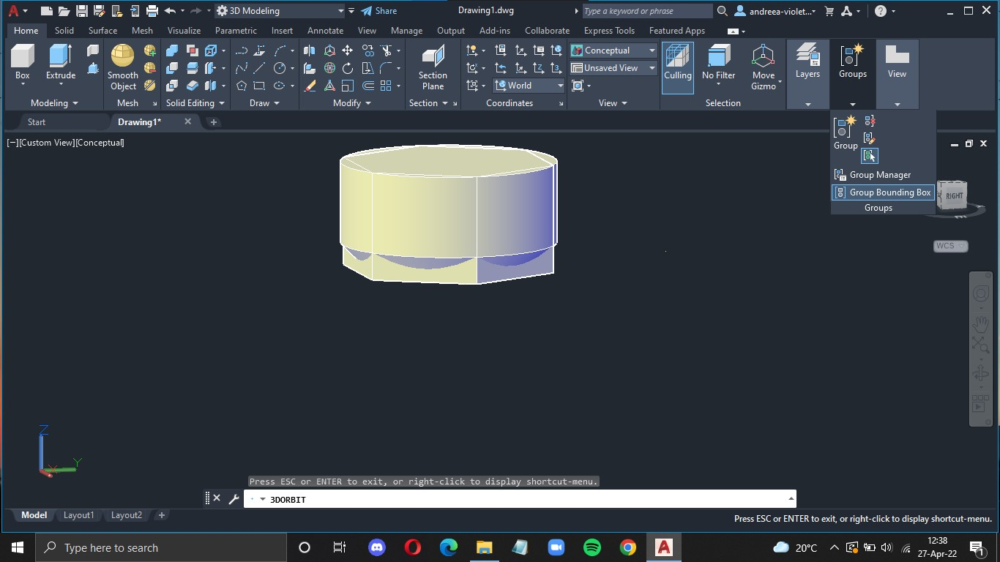 3D Modeling Share Drawing1.dwg Type a keyword or phrase andreea-violet...
Home Solid Surface Mesh Visualize Parametric Insert Annotate View Manage Output Add-ins Collaborate Express Tools Featured Apps
Box Extrude Smooth Object Section Plane World Conceptual Unsaved View Culling No Filter Move Gizmo Layers Groups View
Modeling Mesh Solid Editing Draw Modify Section Coordinates View Selection
Start Drawing1* +
[−][Custom View][Conceptual]
Group
Group Manager
Group Bounding Box
Groups
RIGHT
WCS
Z
Y
X
Press ESC or ENTER to exit, or right-click to display shortcut-menu.
3DORBIT
Model Layout1 Layout2 +
Press ESC or ENTER to exit, or right-click to display shortcut-menu.
Type here to search
20°C
12:38
27-Apr-22
1